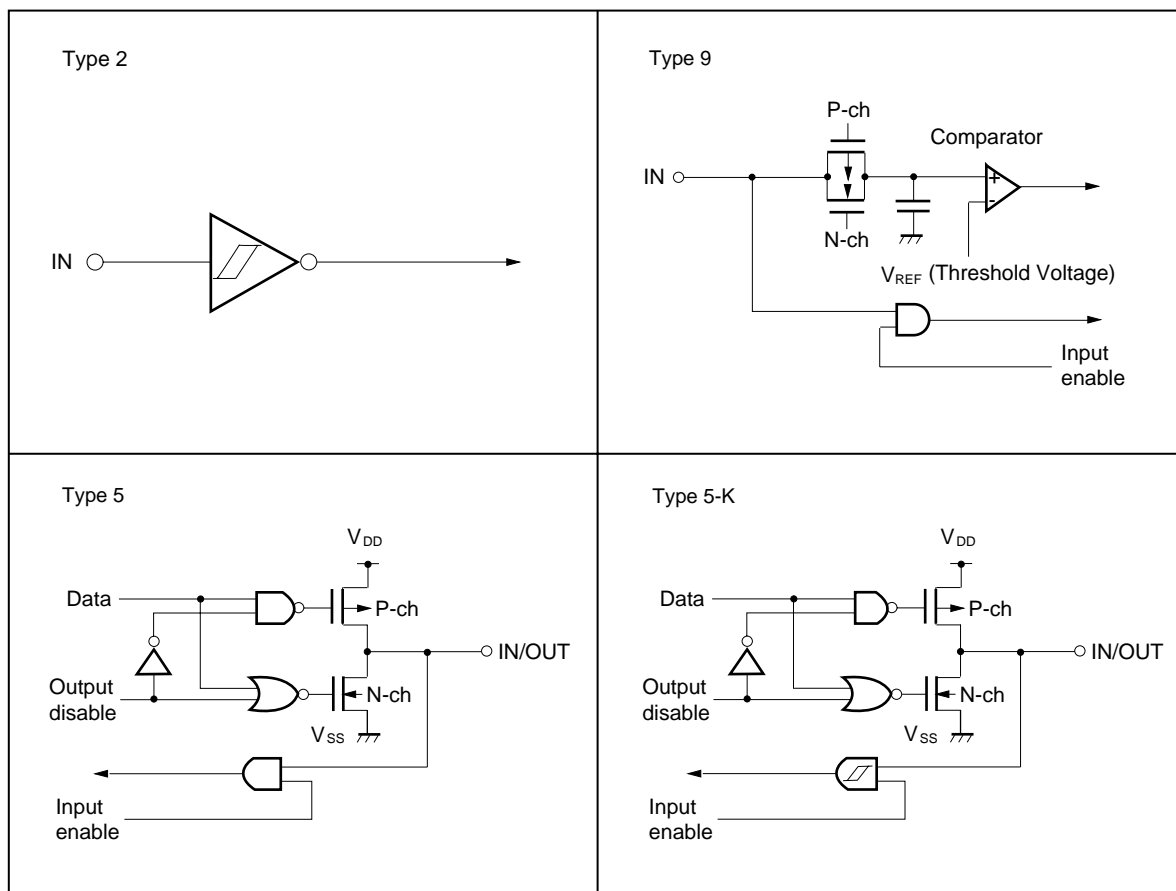 Type 2
IN
Type 9
P-ch
Comparator
IN
+
-
N-ch
VREF (Threshold Voltage)
Input
enable
Type 5
VDD
Data
P-ch
IN/OUT
Output
disable
N-ch
VSS
Input
enable
Type 5-K
VDD
Data
P-ch
IN/OUT
Output
disable
N-ch
VSS
Input
enable